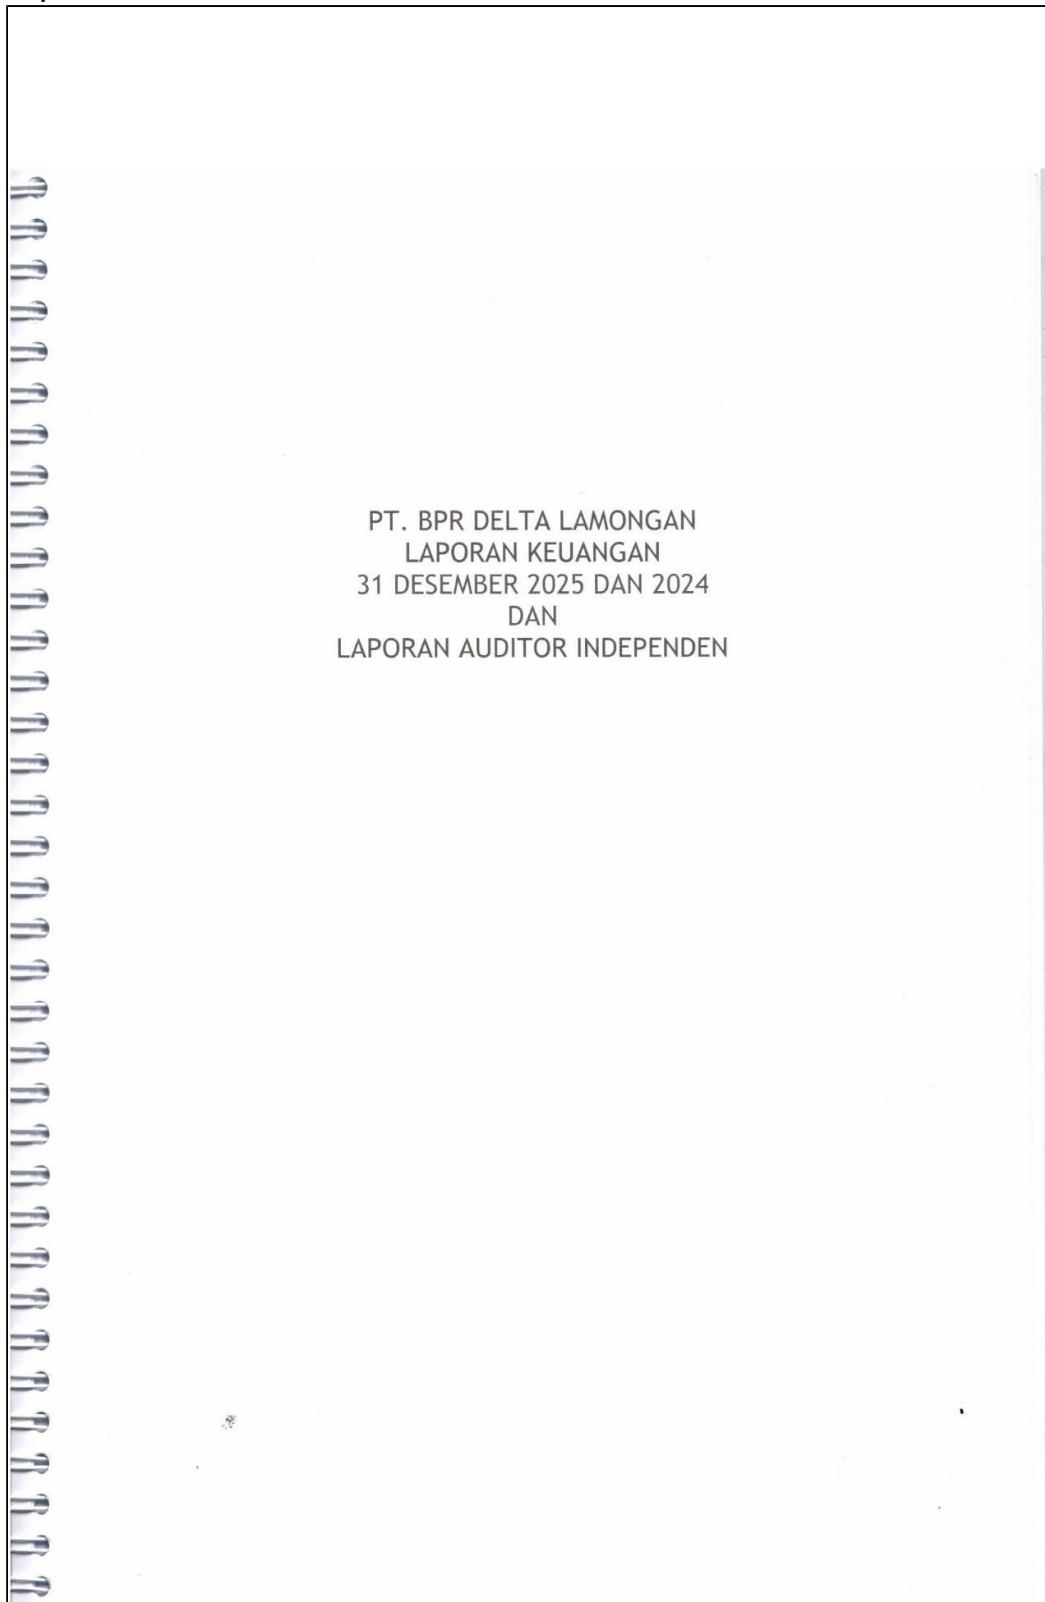 PT. BPR DELTA LAMONGAN
LAPORAN KEUANGAN
31 DESEMBER 2025 DAN 2024
DAN
LAPORAN AUDITOR INDEPENDEN